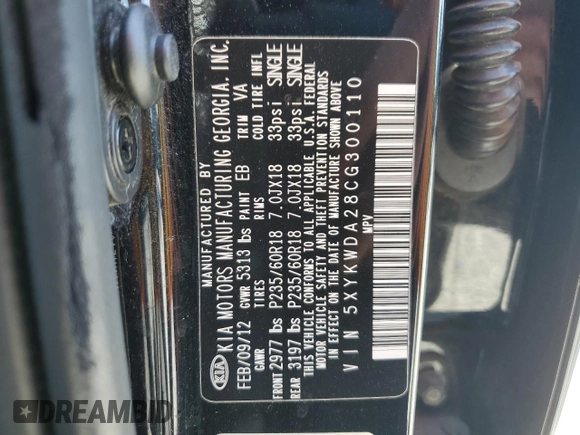 MANUFACTURED BY
KIA KIA MOTORS MANUFACTURING GEORGIA. INC.
FEB/09/12 GVWR 5313 lbs PAINT EB TRIM VA
GAWR TIRES RIMS COLD TIRE INFL
FRONT 2977 lbs P235/60R18 7.0JX18 33psi SINGLE
REAR 3197 lbs P235/60R18 7.0JX18 33psi SINGLE
THIS VEHICLE CONFORMS TO ALL APPLICABLE U.S.A. FEDERAL
MOTOR VEHICLE SAFETY AND THEFT PREVENTION STANDARDS
IN EFFECT ON THE DATE OF MANUFACTURE SHOWN ABOVE
VIN 5XYKWDA28CG300110
MPV
DREAMBID